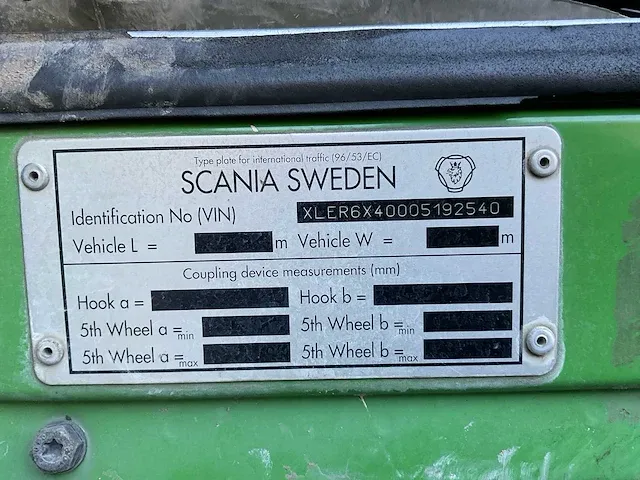 Type plate for international traffic (96/53/EC)
SCANIA SWEDEN
Identification No (VIN) XLER6X40005192540
Vehicle L = m Vehicle W = m
Coupling device measurements (mm)
Hook a = Hook b =
5th Wheel a =min 5th Wheel b =min
5th Wheel a =max 5th Wheel b =max